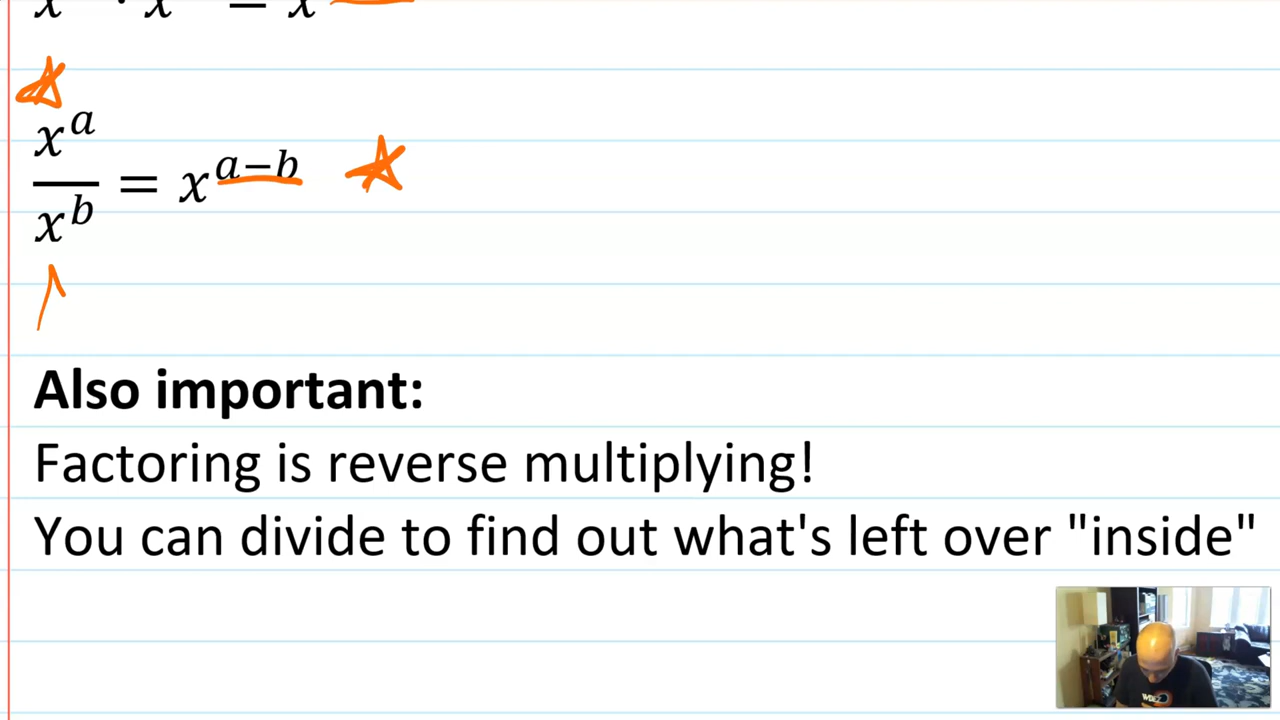 x^a / x^b = x^{a-b}
Also important:
Factoring is reverse multiplying!
You can divide to find out what's left over "inside"